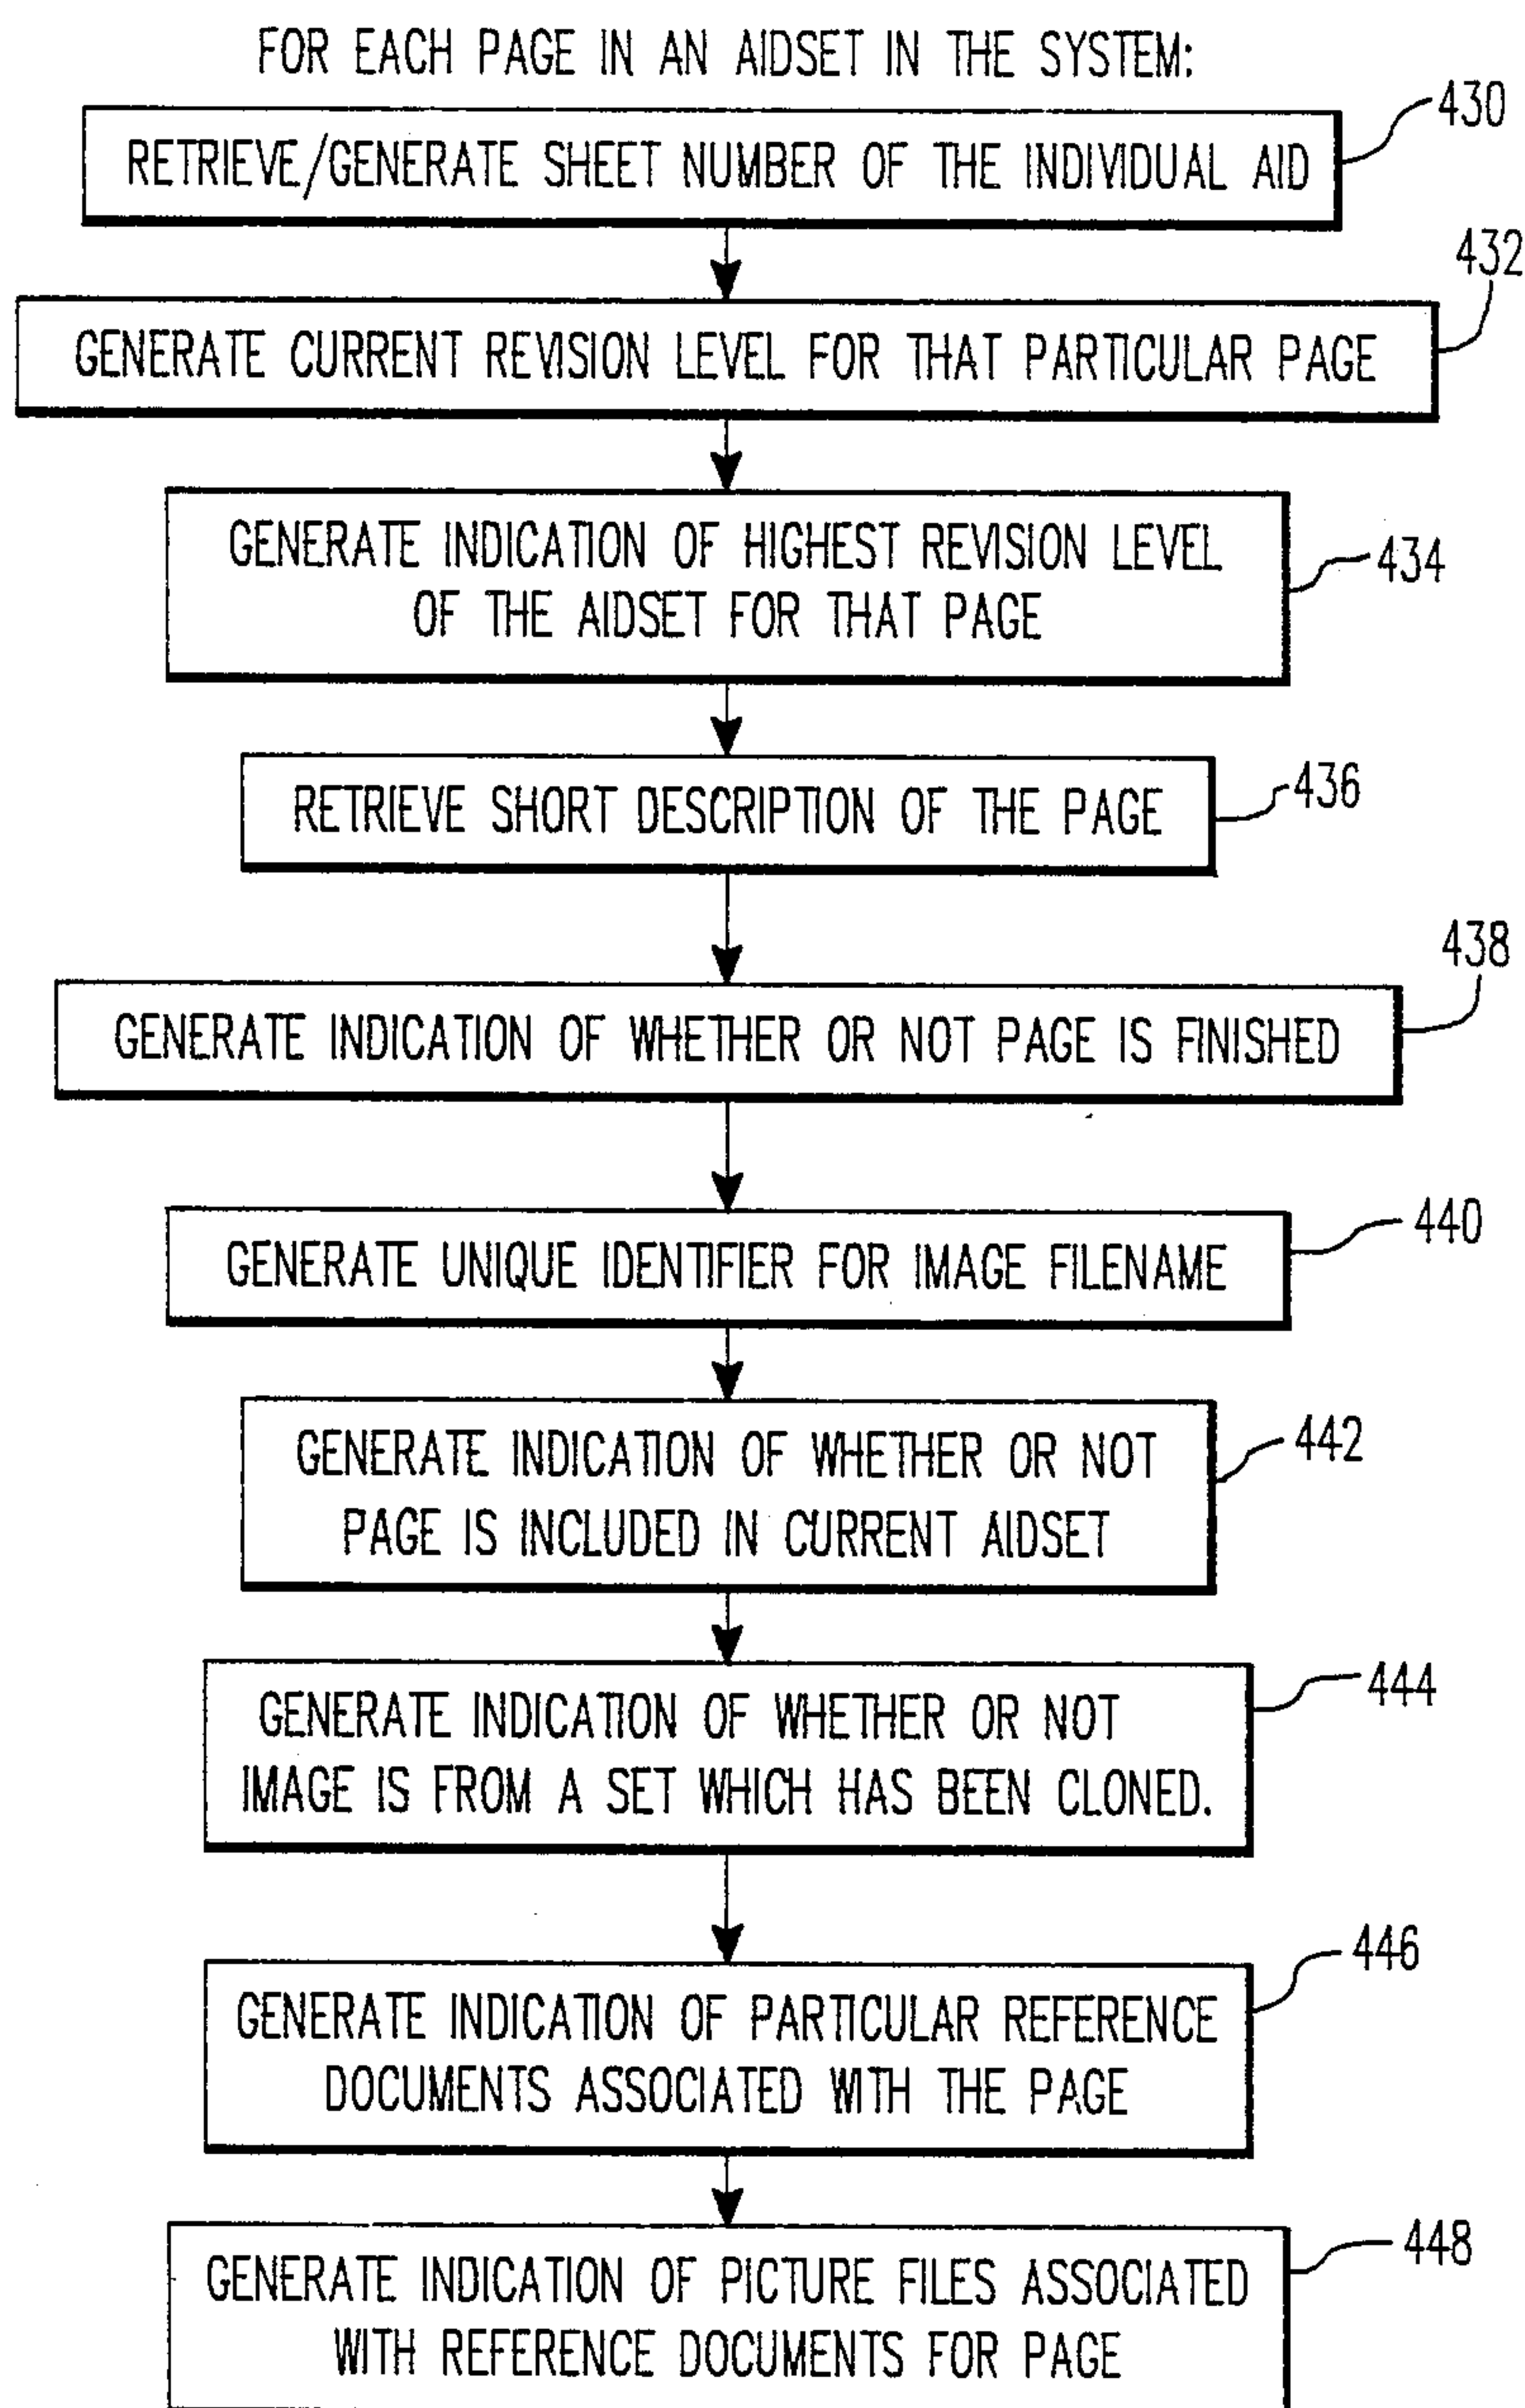 FOR EACH PAGE IN AN AIDSET IN THE SYSTEM:
430
RETRIEVE/GENERATE SHEET NUMBER OF THE INDIVIDUAL AID
432
GENERATE CURRENT REVISION LEVEL FOR THAT PARTICULAR PAGE
GENERATE INDICATION OF HIGHEST REVISION LEVEL
OF THE AIDSET FOR THAT PAGE
434
RETRIEVE SHORT DESCRIPTION OF THE PAGE
436
438
GENERATE INDICATION OF WHETHER OR NOT PAGE IS FINISHED
440
GENERATE UNIQUE IDENTIFIER FOR IMAGE FILENAME
442
GENERATE INDICATION OF WHETHER OR NOT
PAGE IS INCLUDED IN CURRENT AIDSET
444
GENERATE INDICATION OF WHETHER OR NOT
IMAGE IS FROM A SET WHICH HAS BEEN CLONED.
446
GENERATE INDICATION OF PARTICULAR REFERENCE
DOCUMENTS ASSOCIATED WITH THE PAGE
448
GENERATE INDICATION OF PICTURE FILES ASSOCIATED
WITH REFERENCE DOCUMENTS FOR PAGE